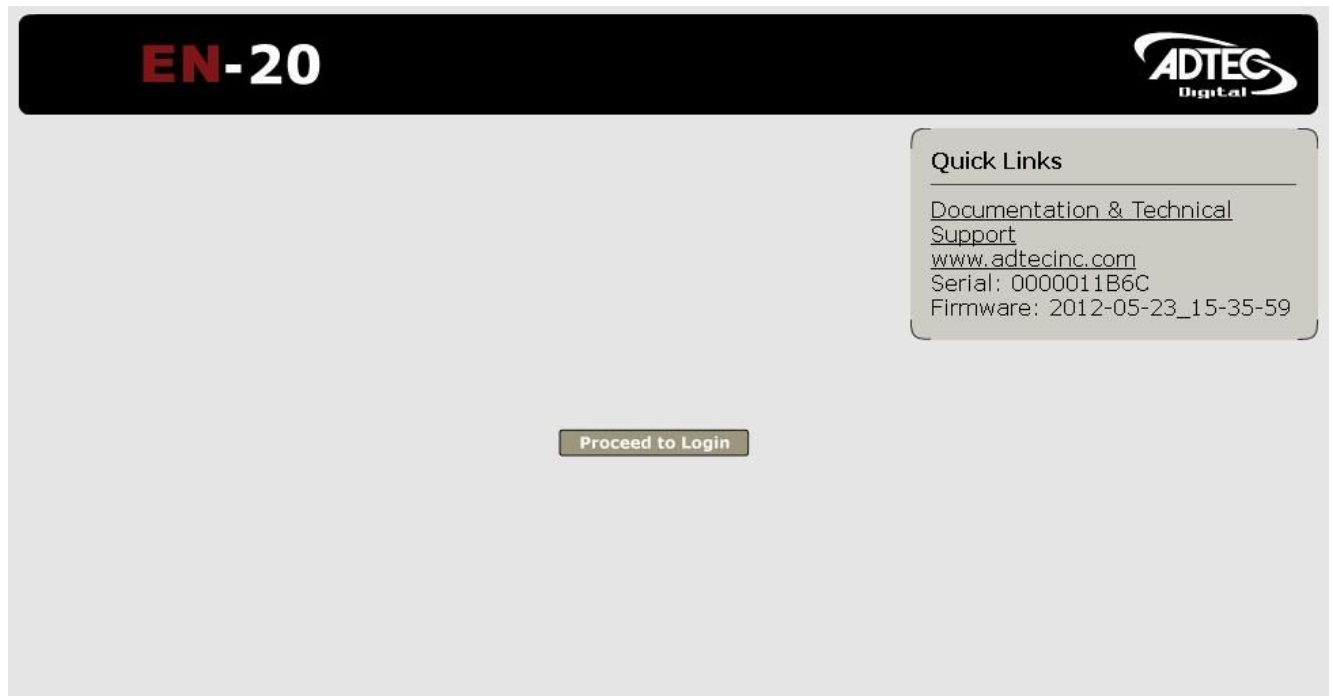 EN-20
ADTEC
Digital
Quick Links
Documentation & Technical
Support
www.adtecinc.com
Serial: 0000011B6C
Firmware: 2012-05-23_15-35-59
Proceed to Login